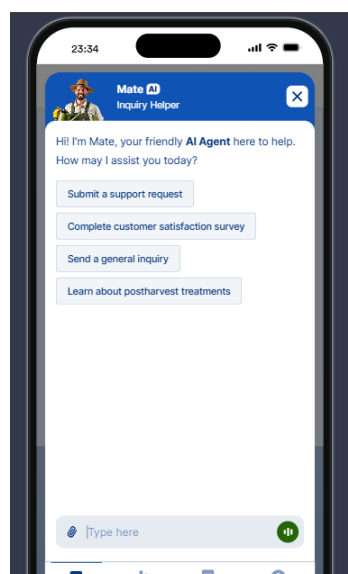 23:34
Mate AI
Inquiry Helper
Hi! I'm Mate, your friendly AI Agent here to help.
How may I assist you today?
Submit a support request
Complete customer satisfaction survey
Send a general inquiry
Learn about postharvest treatments
Type here